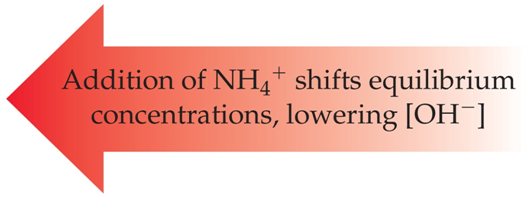 Addition of NH₄⁺ shifts equilibrium
concentrations, lowering [OH⁻]